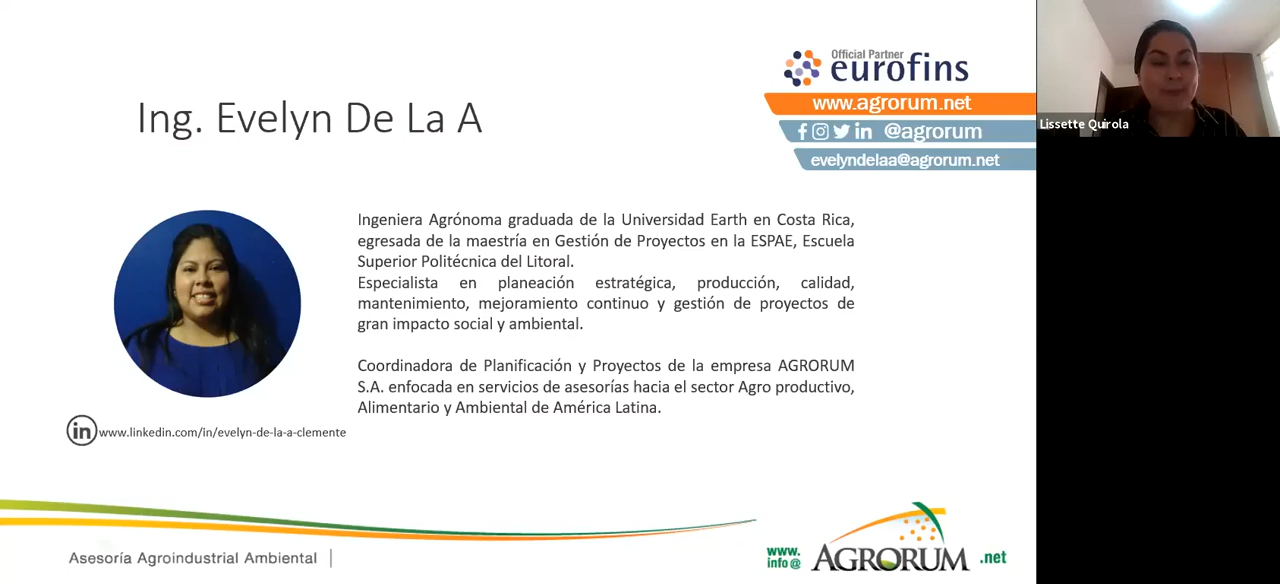 Ing. Evelyn De La A
Official Partner
eurofins
www.agrorum.net
@agrorum
evelyndelaa@agrorum.net
Lissette Quirola
Ingeniera Agrónoma graduada de la Universidad Earth en Costa Rica,
egresada de la maestría en Gestión de Proyectos en la ESPAE, Escuela
Superior Politécnica del Litoral.
Especialista en planeación estratégica, producción, calidad,
mantenimiento, mejoramiento continuo y gestión de proyectos de
gran impacto social y ambiental.
Coordinadora de Planificación y Proyectos de la empresa AGRORUM
S.A. enfocada en servicios de asesorías hacia el sector Agro productivo,
Alimentario y Ambiental de América Latina.
in www.linkedin.com/in/evelyn-de-la-a-clemente
Asesoría Agroindustrial Ambiental |
www.
info@ AGRORUM .net